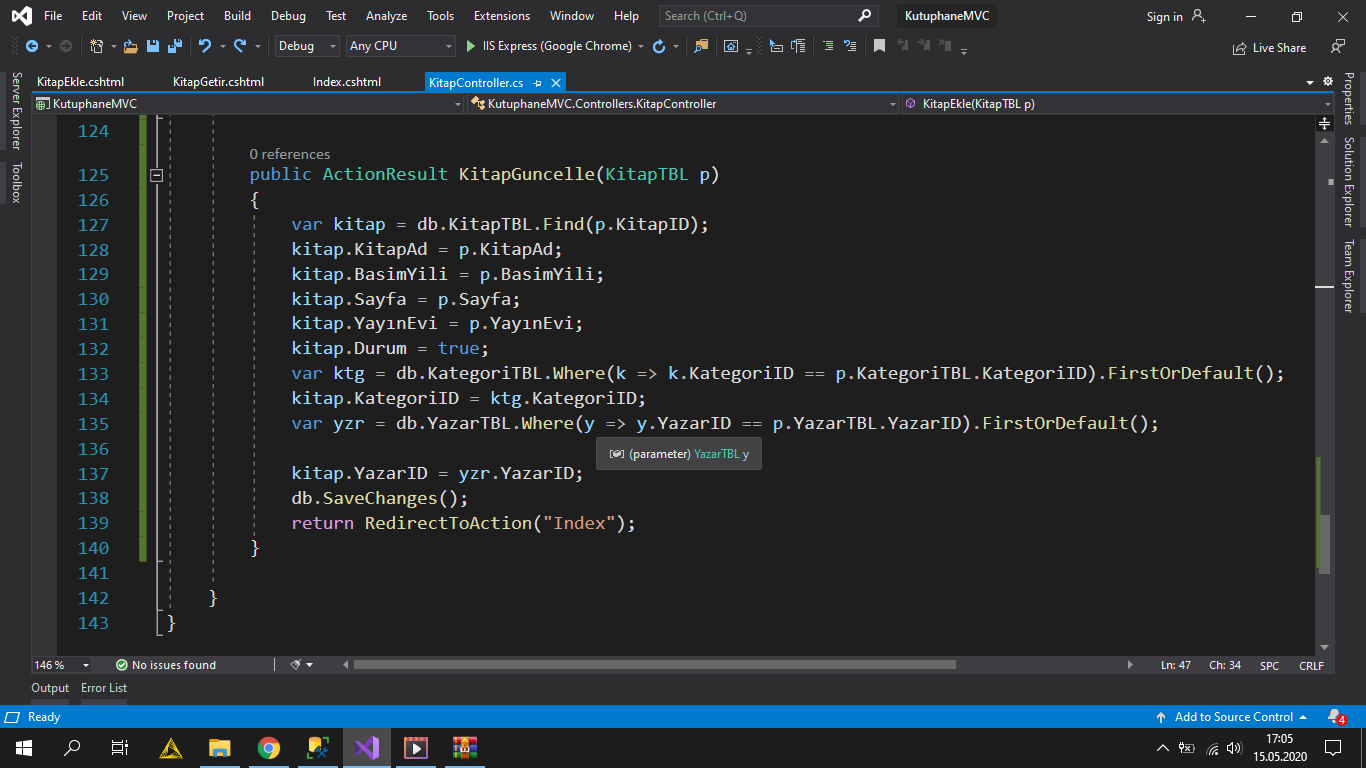 File Edit View Project Build Debug Test Analyze Tools Extensions Window Help Search (Ctrl+Q) KutuphaneMVC Sign in
Debug Any CPU IIS Express (Google Chrome) Live Share
KitapEkle.cshtml KitapGetir.cshtml Index.cshtml KitapController.cs
KutuphaneMVC KutuphaneMVC.Controllers.KitapController KitapEkle(KitapTBL p)
Server Explorer
Toolbox
124
0 references
125 public ActionResult KitapGuncelle(KitapTBL p)
126 {
127 var kitap = db.KitapTBL.Find(p.KitapID);
128 kitap.KitapAd = p.KitapAd;
129 kitap.BasimYili = p.BasimYili;
130 kitap.Sayfa = p.Sayfa;
131 kitap.YayınEvi = p.YayınEvi;
132 kitap.Durum = true;
133 var ktg = db.KategoriTBL.Where(k => k.KategoriID == p.KategoriTBL.KategoriID).FirstOrDefault();
134 kitap.KategoriID = ktg.KategoriID;
135 var yzr = db.YazarTBL.Where(y => y.YazarID == p.YazarTBL.YazarID).FirstOrDefault();
136
(parameter) YazarTBL y
137 kitap.YazarID = yzr.YazarID;
138 db.SaveChanges();
139 return RedirectToAction("Index");
140 }
141
142 }
143 }
Properties
Solution Explorer
Team Explorer
146 % No issues found Ln: 47 Ch: 34 SPC CRLF
Output Error List
Ready Add to Source Control 4
17:05
15.05.2020